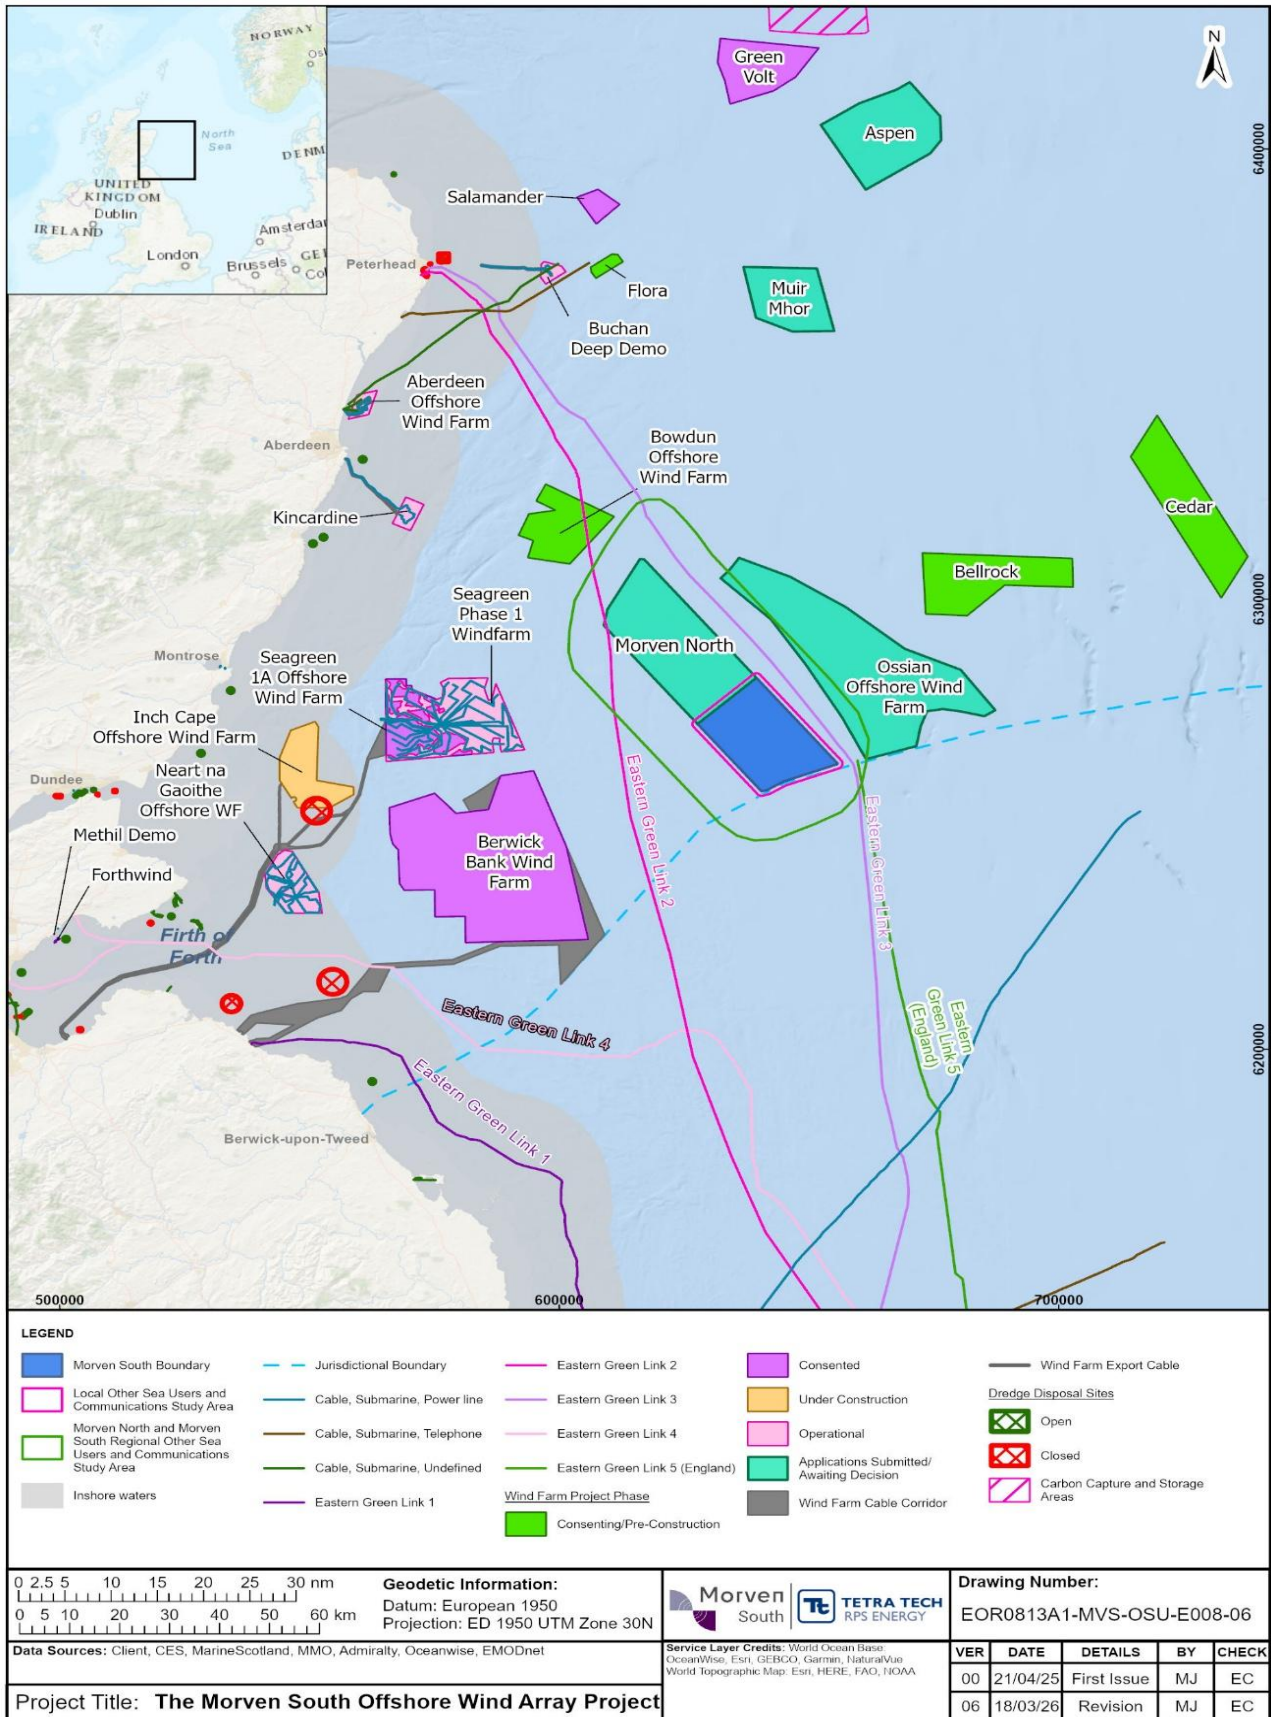 NORWAY
Os
North
Sea
DENM
UNITED
KINGDOM
Dublin
IRELAND
Amsterda
London
Brussels
GE
Co
N
Green
Volt
Aspen
6400000
Salamander
Peterhead
Flora
Muir
Mhor
Buchan
Deep Demo
Aberdeen
Offshore
Wind Farm
Aberdeen
Bowdun
Offshore
Wind Farm
Kincardine
Cedar
Bellrock
6300000
Seagreen
Phase 1
Windfarm
Morven North
Montrose
Seagreen
1A Offshore
Wind Farm
Ossian
Offshore Wind
Farm
Inch Cape
Offshore Wind Farm
Dundee
Neart na
Gaoithe
Offshore WF
Eastern Green Link 2
Eastern Green Link 3
Methil Demo
Berwick
Bank Wind
Farm
Forthwind
Firth of
Forth
Eastern Green Link 4
Eastern
Green Link 5
(England)
6200000
Eastern Green Link 1
Berwick-upon-Tweed
500000
600000
700000
LEGEND
Morven South Boundary
Local Other Sea Users and
Communications Study Area
Morven North and Morven
South Regional Other Sea
Users and Communications
Study Area
Inshore waters
Jurisdictional Boundary
Cable, Submarine, Power line
Cable, Submarine, Telephone
Cable, Submarine, Undefined
Eastern Green Link 1
Eastern Green Link 2
Eastern Green Link 3
Eastern Green Link 4
Eastern Green Link 5 (England)
Wind Farm Project Phase
Consenting/Pre-Construction
Consented
Under Construction
Operational
Applications Submitted/
Awaiting Decision
Wind Farm Cable Corridor
Wind Farm Export Cable
Dredge Disposal Sites
Open
Closed
Carbon Capture and Storage
Areas
0 2.5 5 10 15 20 25 30 nm
0 5 10 20 30 40 50 60 km
Geodetic Information:
Datum: European 1950
Projection: ED 1950 UTM Zone 30N
Morven
South
Tt TETRA TECH
RPS ENERGY
Drawing Number:
EOR0813A1-MVS-OSU-E008-06
Data Sources: Client, CES, MarineScotland, MMO, Admiralty, Oceanwise, EMODnet
Service Layer Credits: World Ocean Base:
OceanWise, Esri, GEBCO, Garmin, NaturalVue
World Topographic Map: Esri, HERE, FAO, NOAA
VER DATE DETAILS BY CHECK
00 21/04/25 First Issue MJ EC
06 18/03/26 Revision MJ EC
Project Title: The Morven South Offshore Wind Array Project